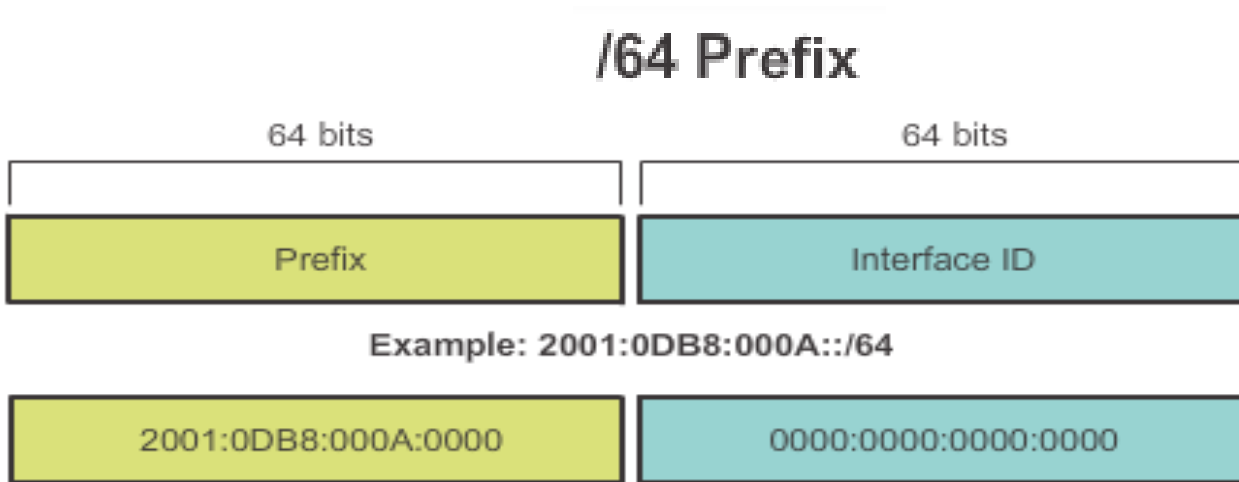 /64 Prefix
64 bits 64 bits
Prefix Interface ID
Example: 2001:0DB8:000A::/64
2001:0DB8:000A:0000 0000:0000:0000:0000